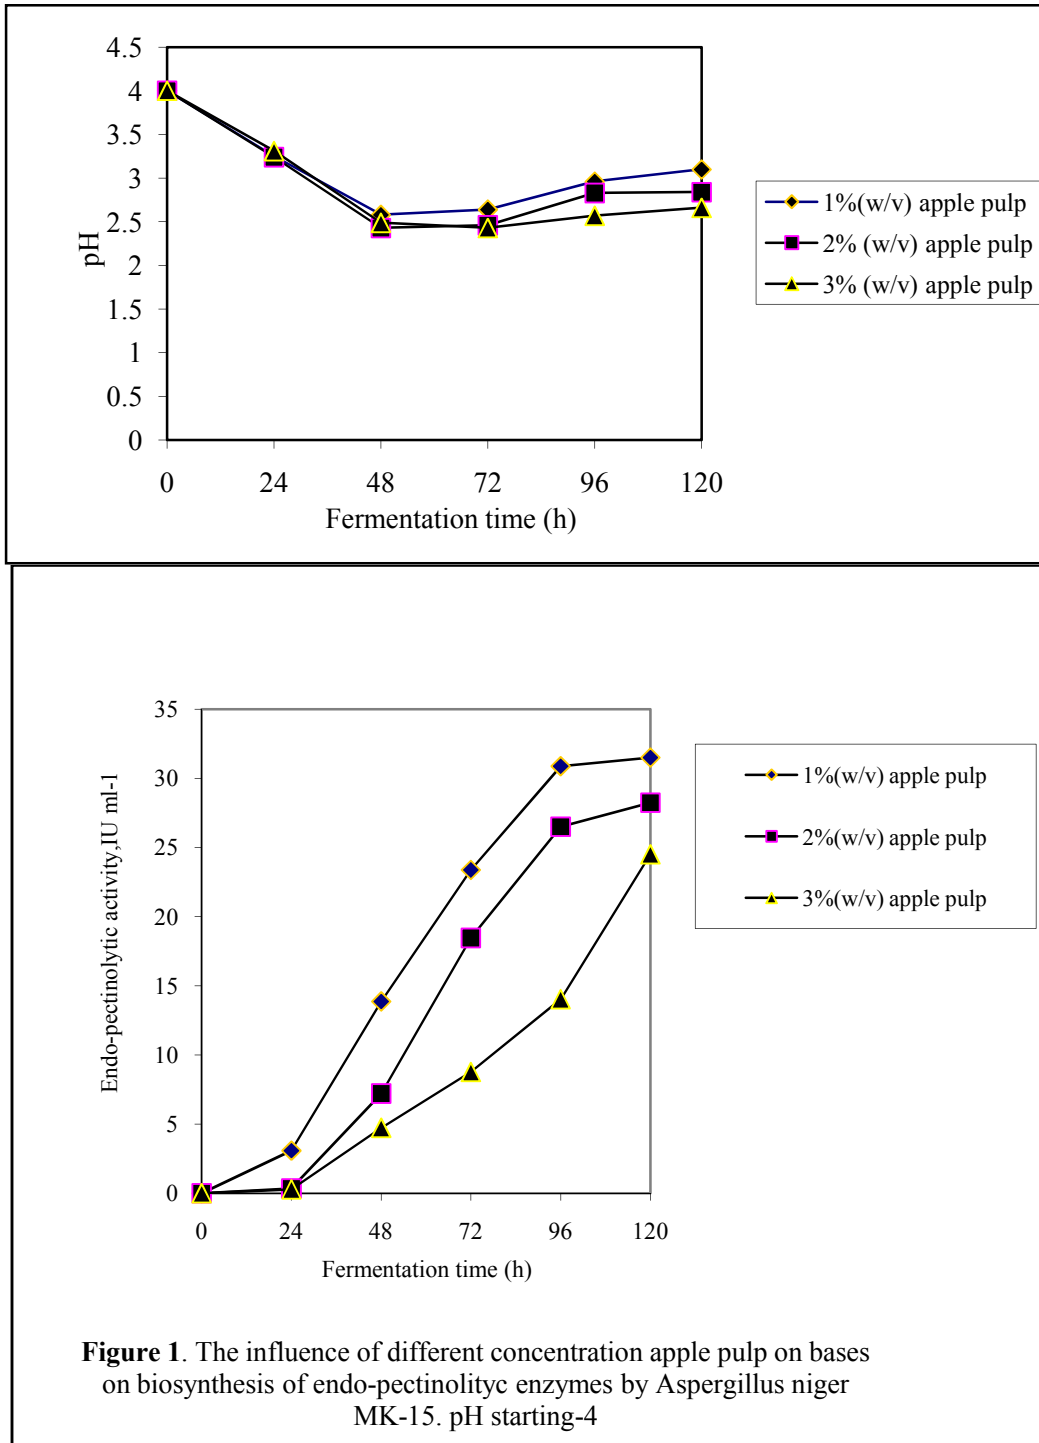 4.5
4
3.5
3
2.5
2
1.5
1
0.5
0
pH
0 24 48 72 96 120
Fermentation time (h)
1%(w/v) apple pulp
2% (w/v) apple pulp
3% (w/v) apple pulp
35
30
25
20
15
10
5
0
Endo-pectinolytic activity,IU ml-1
0 24 48 72 96 120
Fermentation time (h)
1%(w/v) apple pulp
2%(w/v) apple pulp
3%(w/v) apple pulp
Figure 1. The influence of different concentration apple pulp on bases
on biosynthesis of endo-pectinolityc enzymes by Aspergillus niger
MK-15. pH starting-4